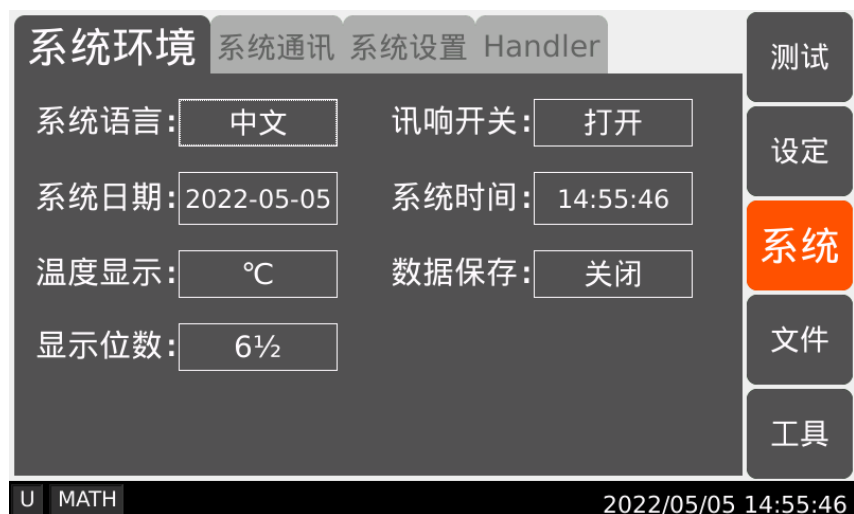 系统环境 系统通讯 系统设置 Handler
测试
系统语言: 中文 讯响开关: 打开
设定
系统日期: 2022-05-05 系统时间: 14:55:46
系统
温度显示: ℃ 数据保存: 关闭
文件
显示位数: 6½
工具
U MATH 2022/05/05 14:55:46